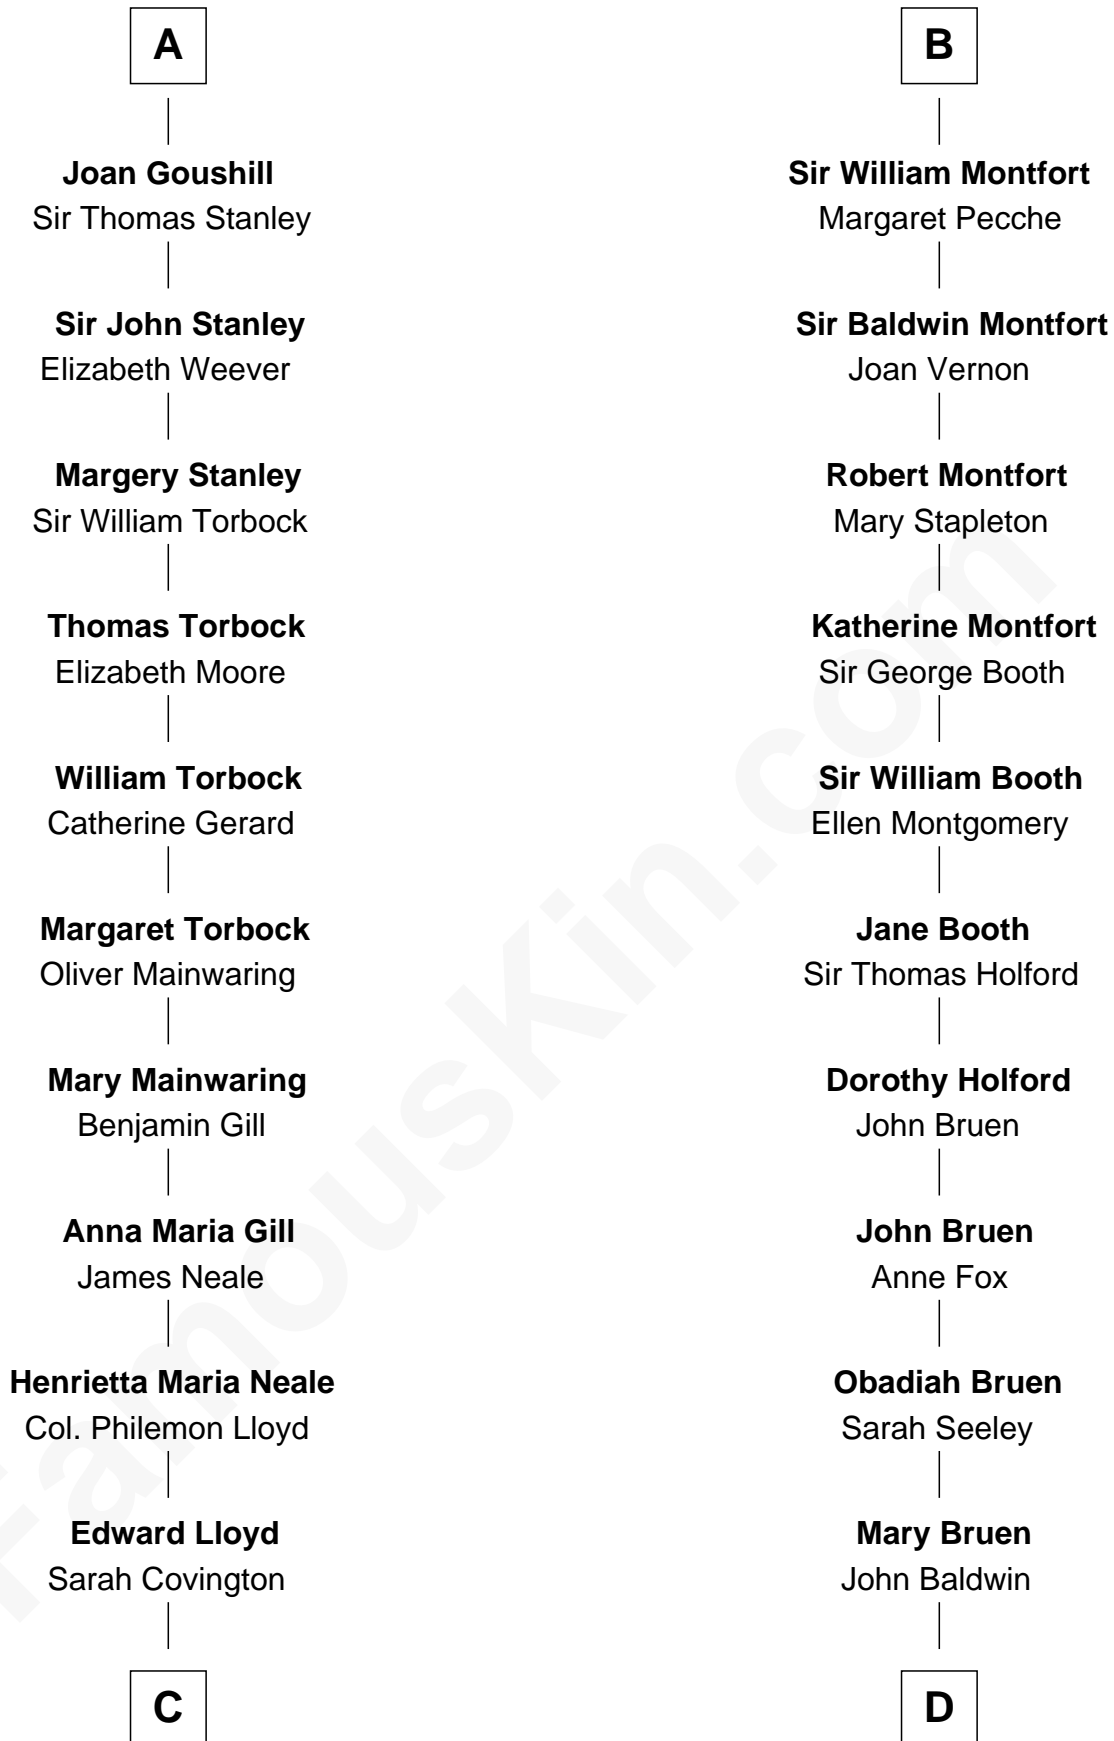 A
Joan Goushill
Sir Thomas Stanley
Sir John Stanley
Elizabeth Weever
Margery Stanley
Sir William Torbock
Thomas Torbock
Elizabeth Moore
William Torbock
Catherine Gerard
Margaret Torbock
Oliver Mainwaring
Mary Mainwaring
Benjamin Gill
Anna Maria Gill
James Neale
Henrietta Maria Neale
Col. Philemon Lloyd
Edward Lloyd
Sarah Covington
C
B
Sir William Montfort
Margaret Pecche
Sir Baldwin Montfort
Joan Vernon
Robert Montfort
Mary Stapleton
Katherine Montfort
Sir George Booth
Sir William Booth
Ellen Montgomery
Jane Booth
Sir Thomas Holford
Dorothy Holford
John Bruen
John Bruen
Anne Fox
Obadiah Bruen
Sarah Seeley
Mary Bruen
John Baldwin
D
FamousKin.com